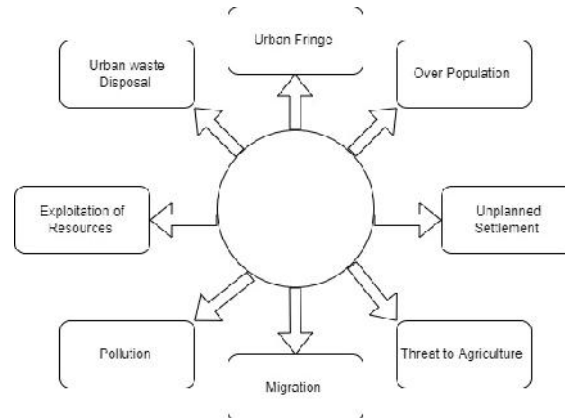 Urban Fringe
Urban waste
Disposal
Over Population
Exploitation of
Resources
Unplanned
Settlement
Pollution
Threat to Agriculture
Migration